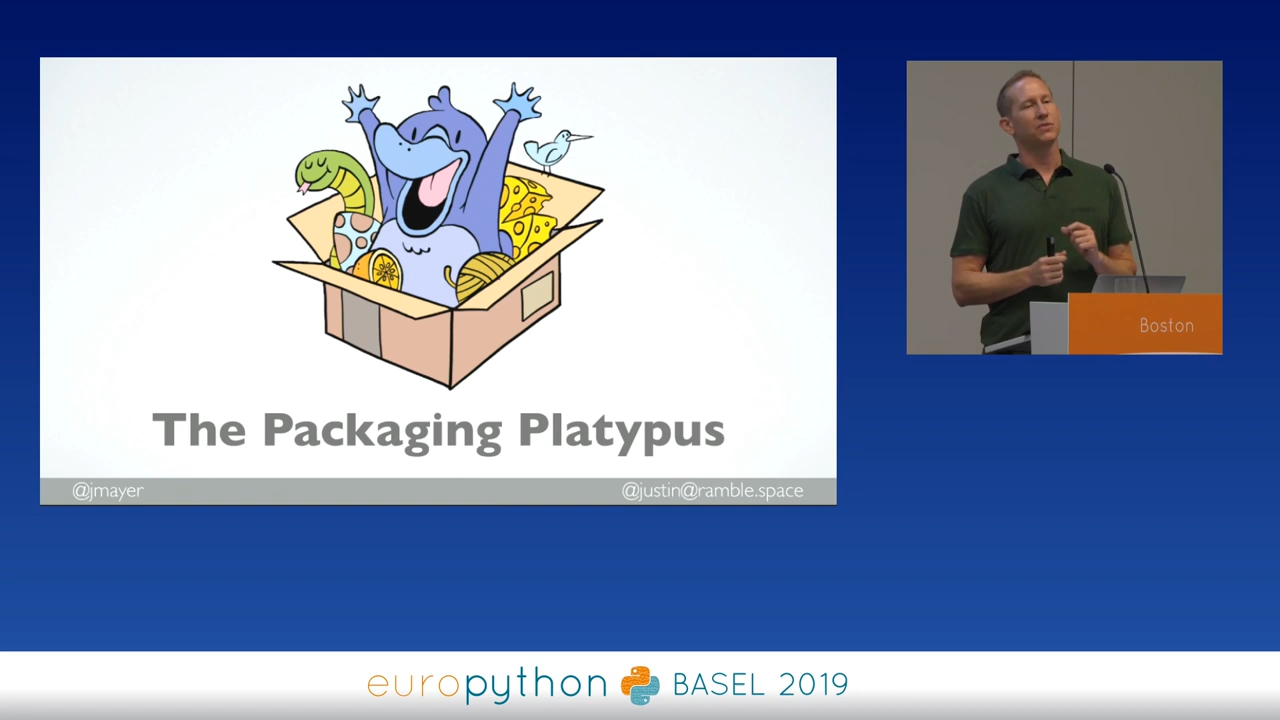 The Packaging Platypus
@jmayer
@justin@ramble.space
Boston
europython BASEL 2019